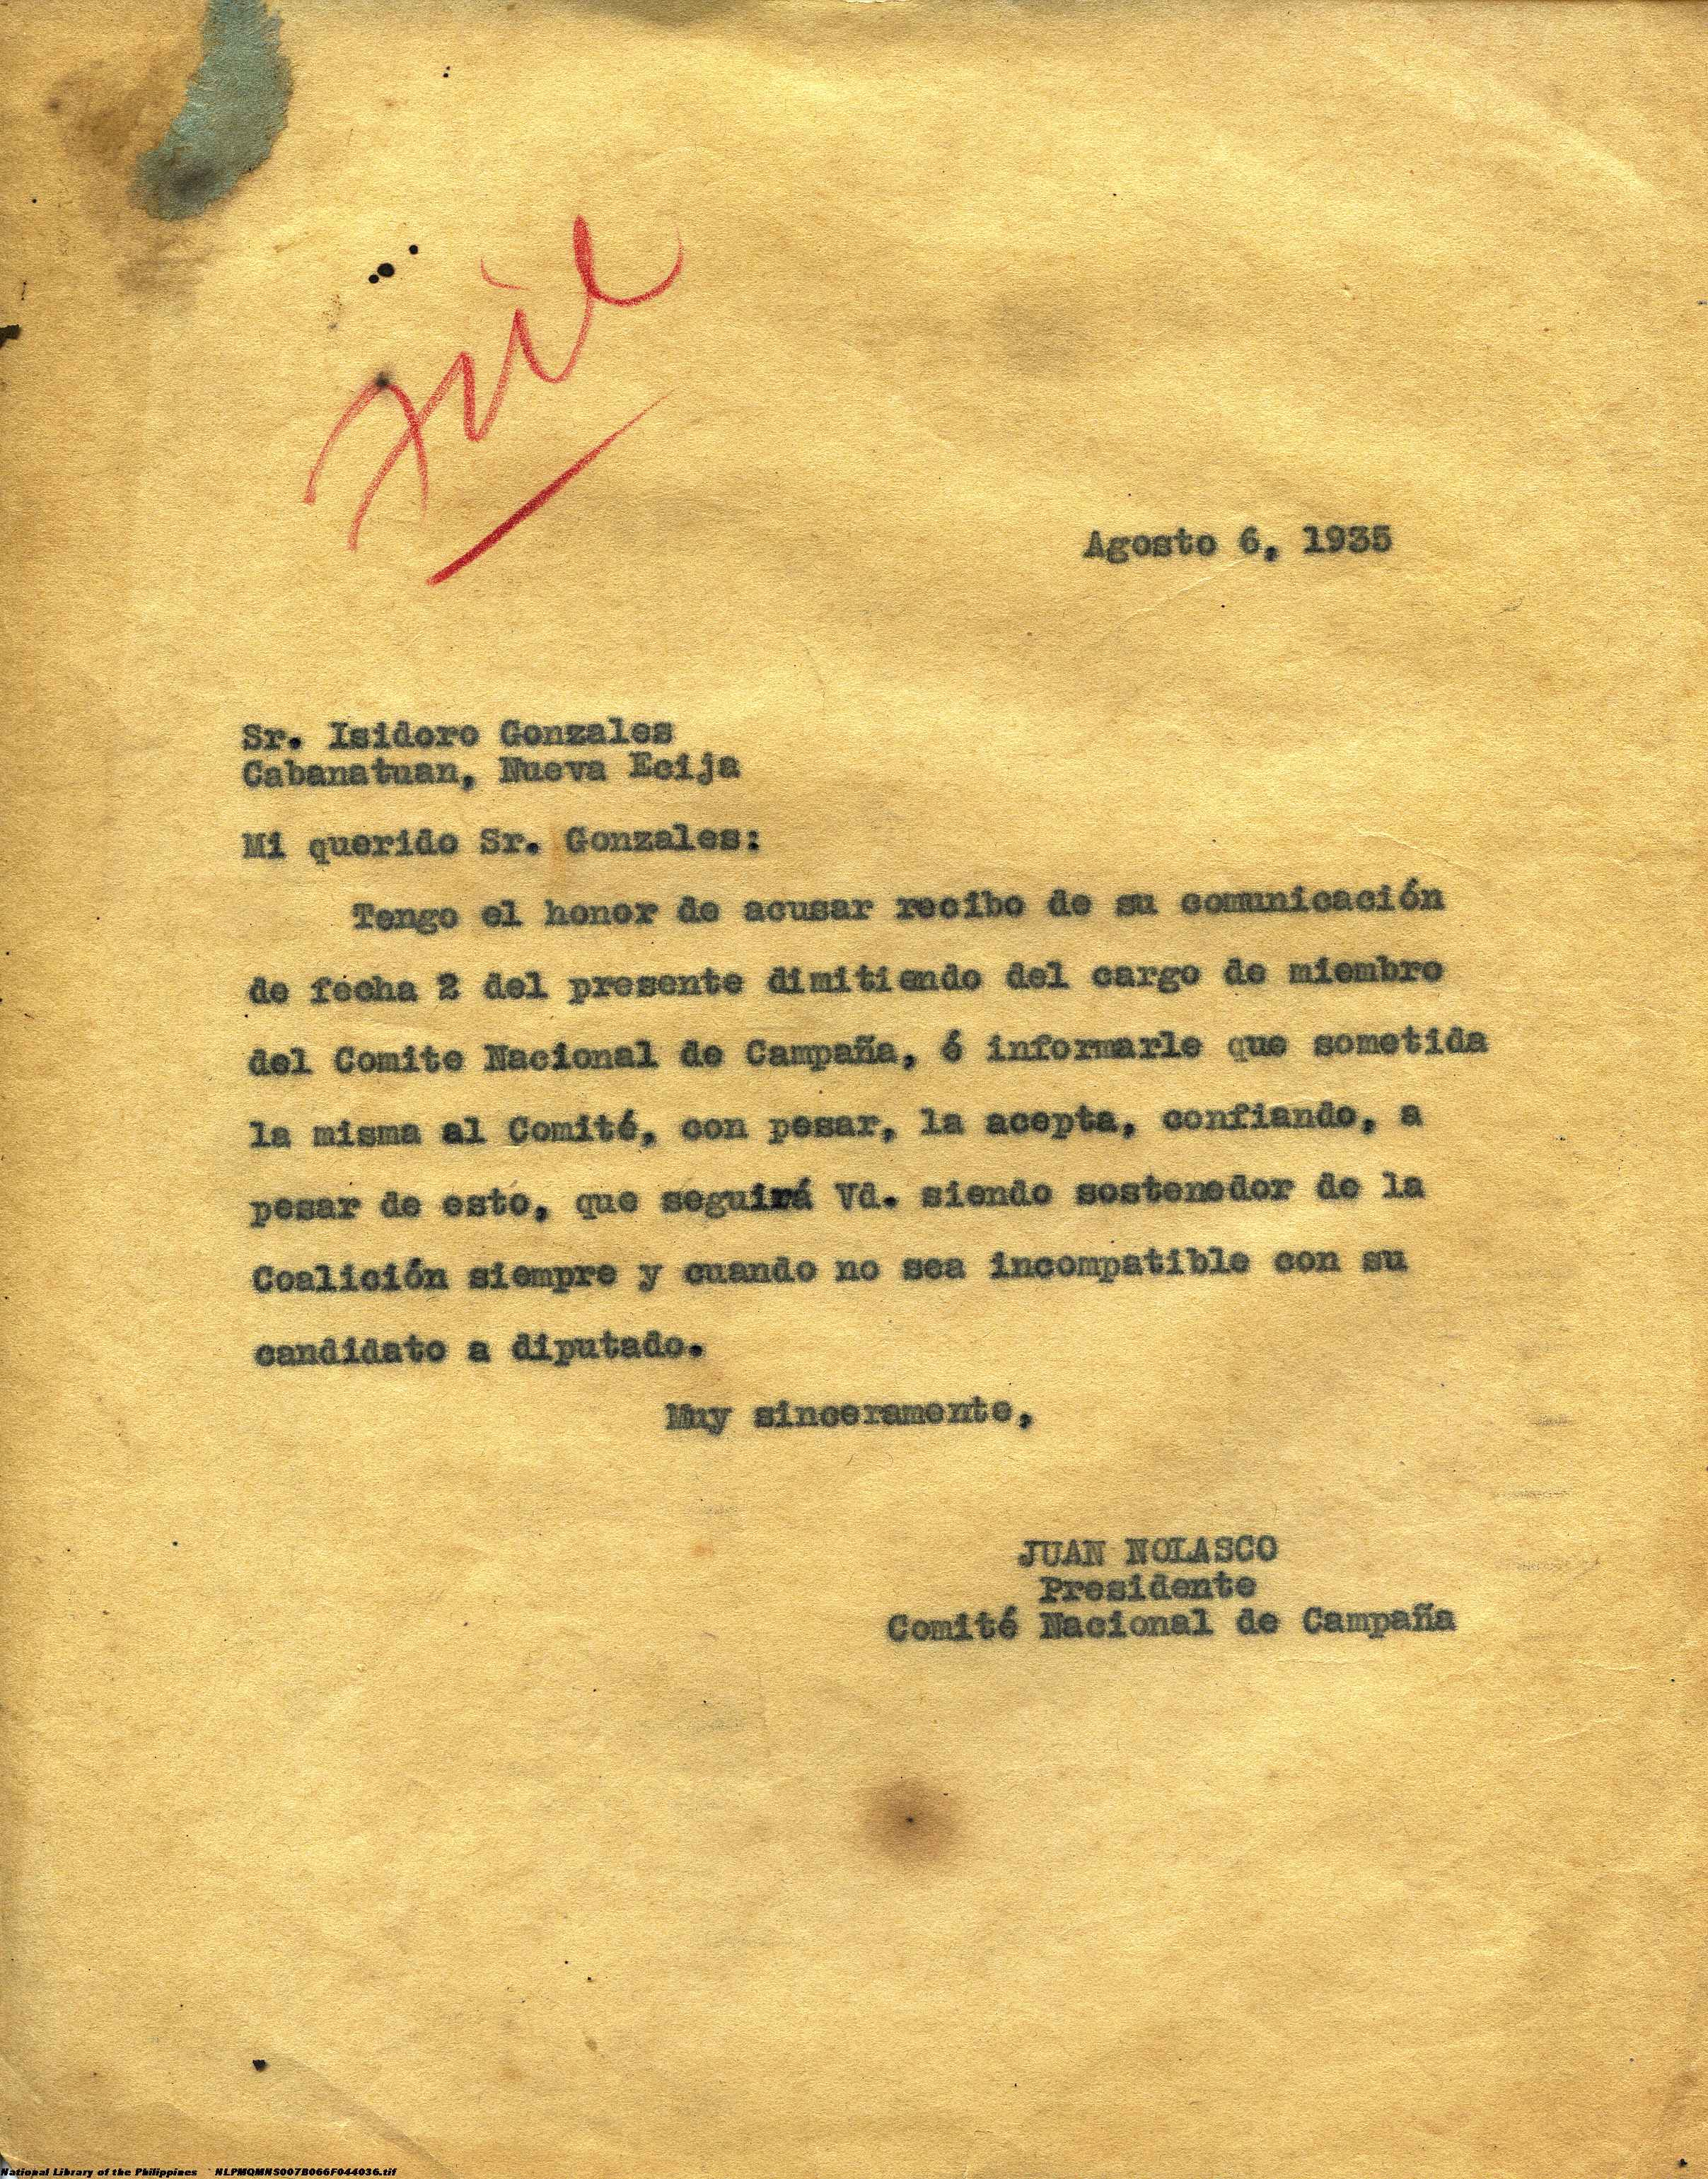 File
Agosto 6, 1935
Sr. Isidoro Gonzales
Cabanatuan, Nueva Ecija
Mi querido Sr. Gonzales:
Tengo el honor de acusar recibo de su comunicación
de fecha 2 del presente dimitiendo del cargo de miembro
del Comite Nacional de Campaña, é informarle que sometida
la misma al Comité, con pesar, la acepta, confiando, a
pesar de esto, que seguirá Vd. siendo sostenedor de la
Coalición siempre y cuando no sea incompatible con su
candidato a diputado.
Muy sinceramente,
JUAN NOLASCO
Presidente
Comité Nacional de Campaña
National Library of the Philippines NLPMQMNS007B066F044036.tif